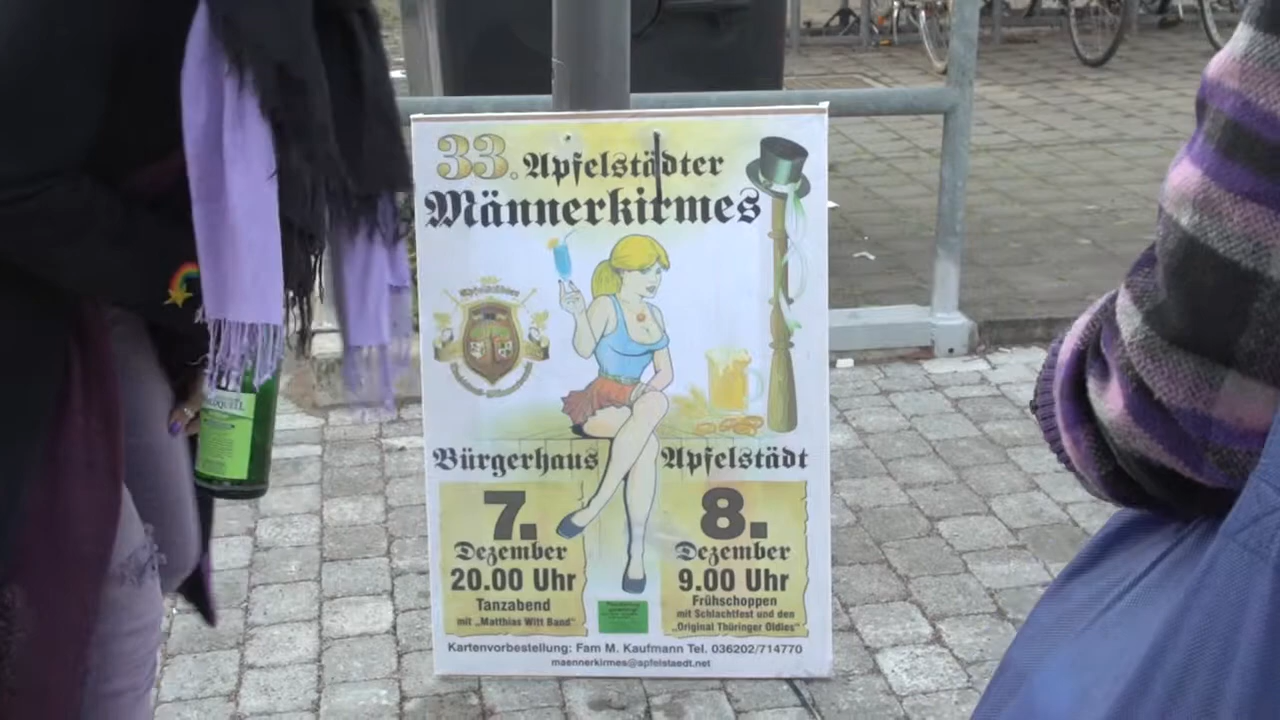 33. Apfelstädter
Männerkirmes
Bürgerhaus Apfelstädt
7.
Dezember
20.00 Uhr
Tanzabend
mit „Matthias Witt Band"
8.
Dezember
9.00 Uhr
Frühschoppen
mit Schlachtfest und den
„Original Thüringer Oldies"
Kartenvorbestellung: Fam M. Kaufmann Tel. 036202/714770
maennerkirmes@apfelstaedt.net